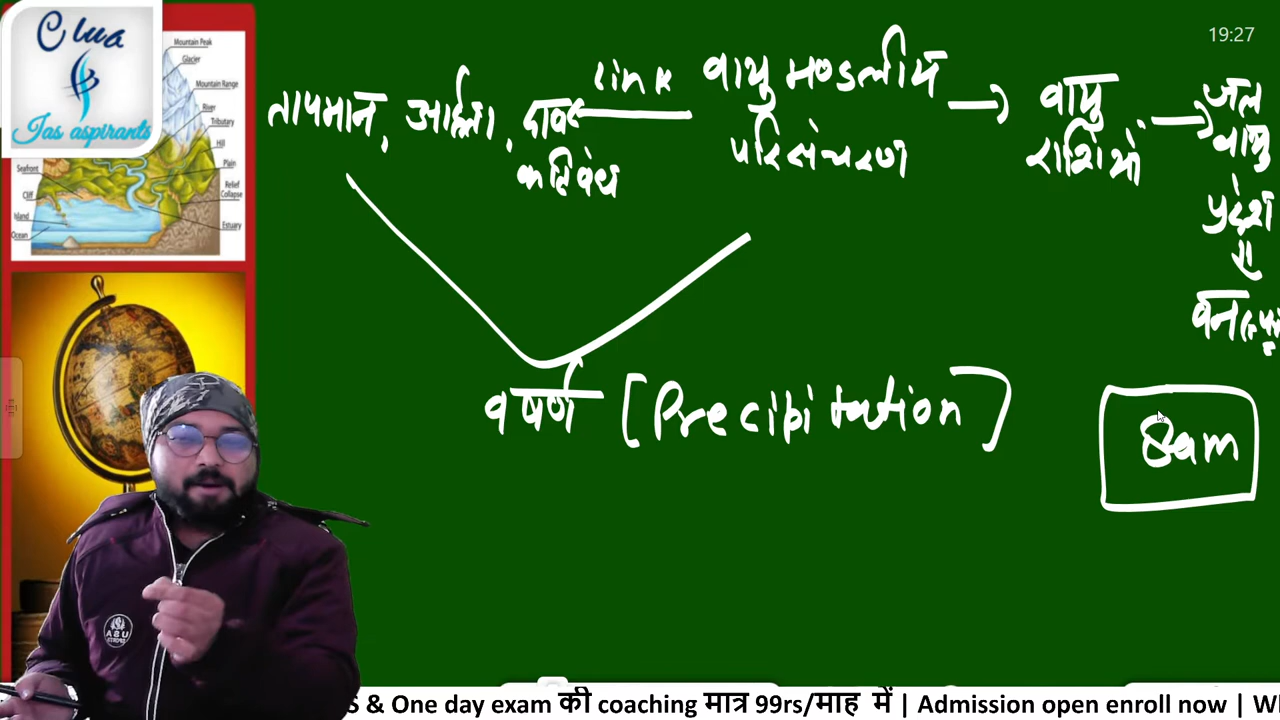 Clua
Ias aspirants
Mountain Peak
Glacier
Mountain Range
River
Tributary
Hill
Plain
Relief
Collapse
Estuary
Seafront
Cliff
Island
Ocean
19:27
तापमान, आर्द्रता, दाब
कटिबंध
Link
वायुमण्डलीय
परिसंचरण
वायु
राशियों
जल
वायु
प्रदेश
वर्षण [Precipitation]
8am
USA
S & One day exam की coaching मात्र 99rs/माह में | Admission open enroll now |